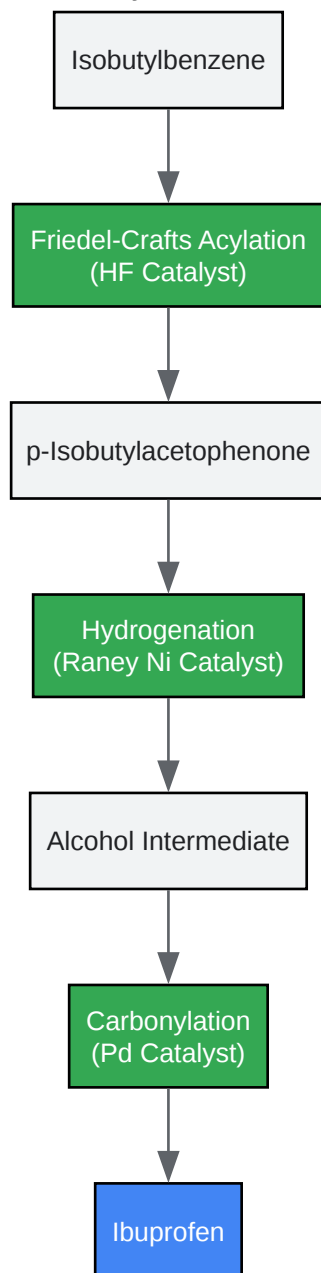 Isobutylbenzene
Friedel-Crafts Acylation
(HF Catalyst)
p-Isobutylacetophenone
Hydrogenation
(Raney Ni Catalyst)
Alcohol Intermediate
Carbonylation
(Pd Catalyst)
Ibuprofen